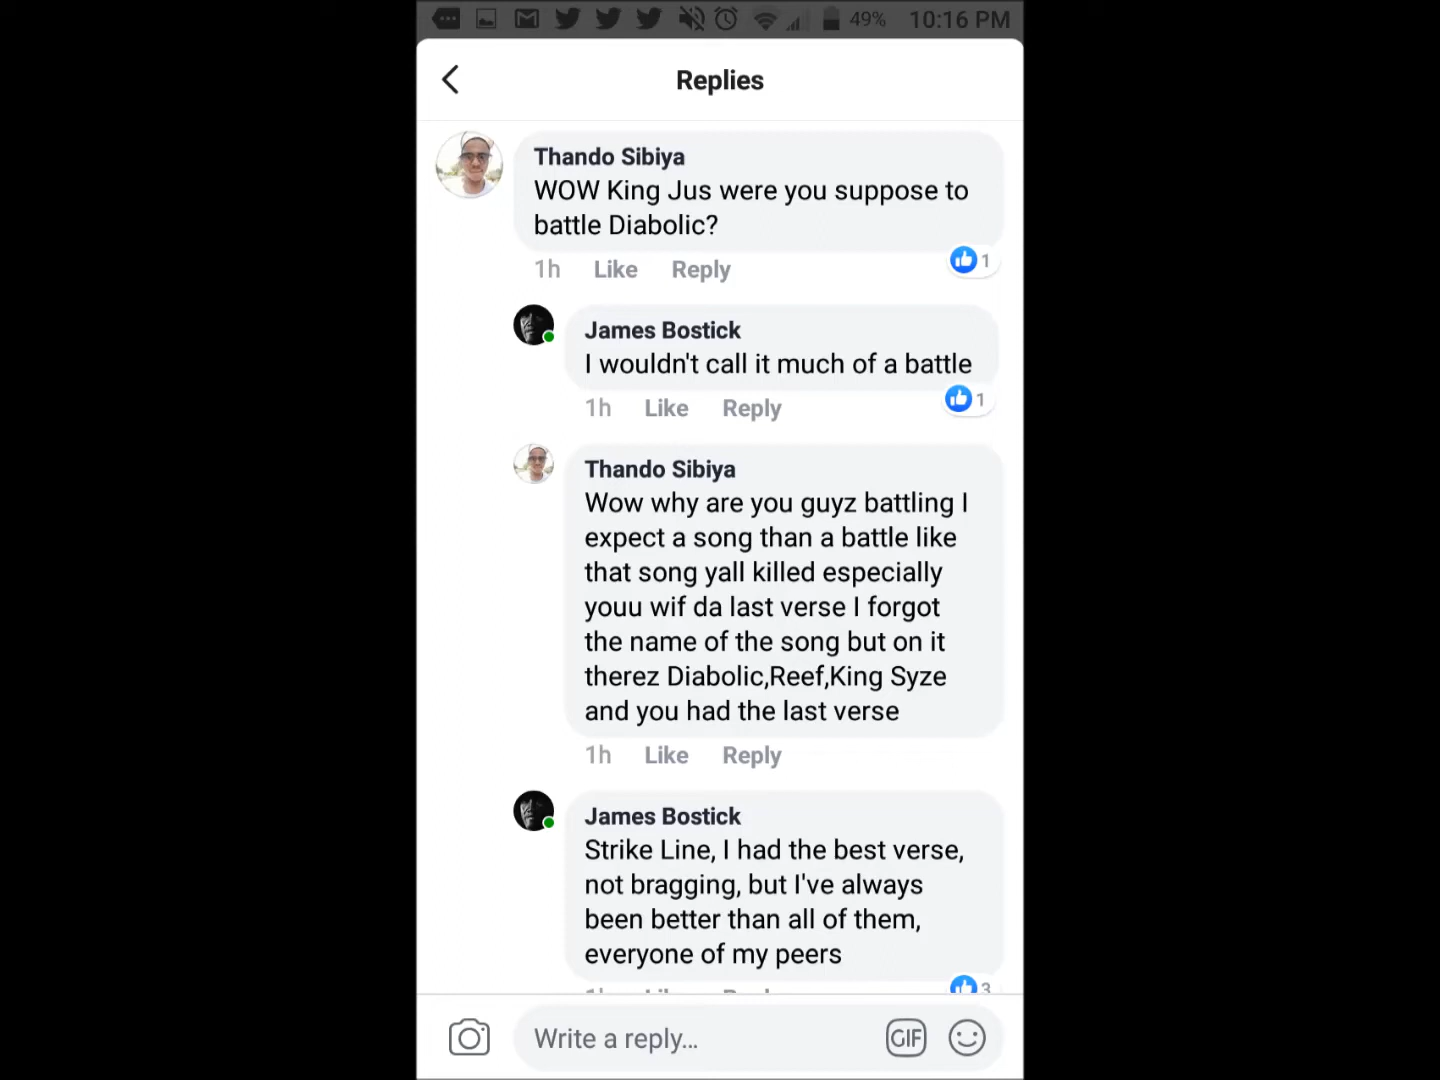 49% 10:16 PM
Replies
Thando Sibiya
WOW King Jus were you suppose to
battle Diabolic?
1h Like Reply 1
James Bostick
I wouldn't call it much of a battle
1h Like Reply 1
Thando Sibiya
Wow why are you guyz battling I
expect a song than a battle like
that song yall killed especially
youu wif da last verse I forgot
the name of the song but on it
therez Diabolic,Reef,King Syze
and you had the last verse
1h Like Reply
James Bostick
Strike Line, I had the best verse,
not bragging, but I've always
been better than all of them,
everyone of my peers
1h Like Reply 3
Write a reply... GIF